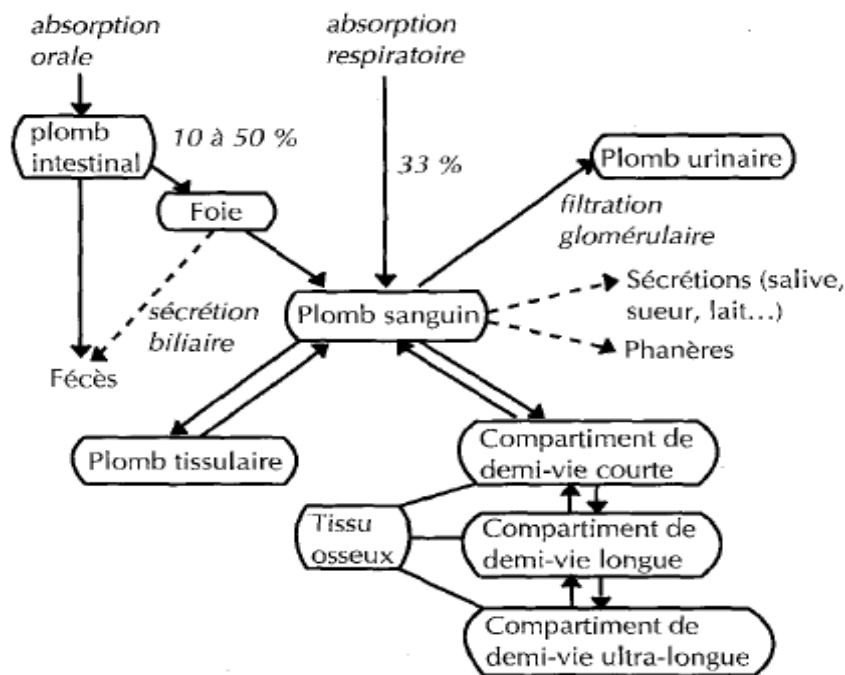 absorption
orale
absorption
respiratoire
plomb
intestinal
10 à 50 %
33 %
Plomb urinaire
Foie
filtration
glomérulaire
sécrétion
biliaire
Plomb sanguin
Sécrétions (salive,
sueur, lait...)
Phanères
Fécès
Plomb tissulaire
Compartiment de
demi-vie courte
Tissu
osseux
Compartiment de
demi-vie longue
Compartiment de
demi-vie ultra-longue